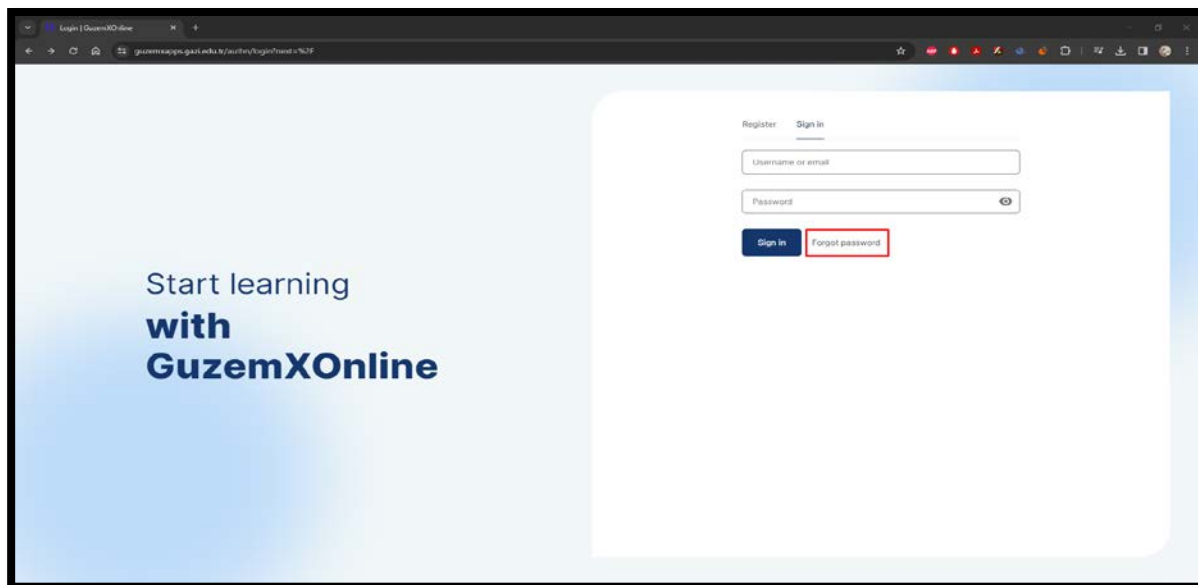 Login | GuzemXOnline
guzemxapps.gazi.edu.tr/authn/login?next=%2F
Register Sign in
Username or email
Password
Sign in Forgot password
Start learning
with
GuzemXOnline